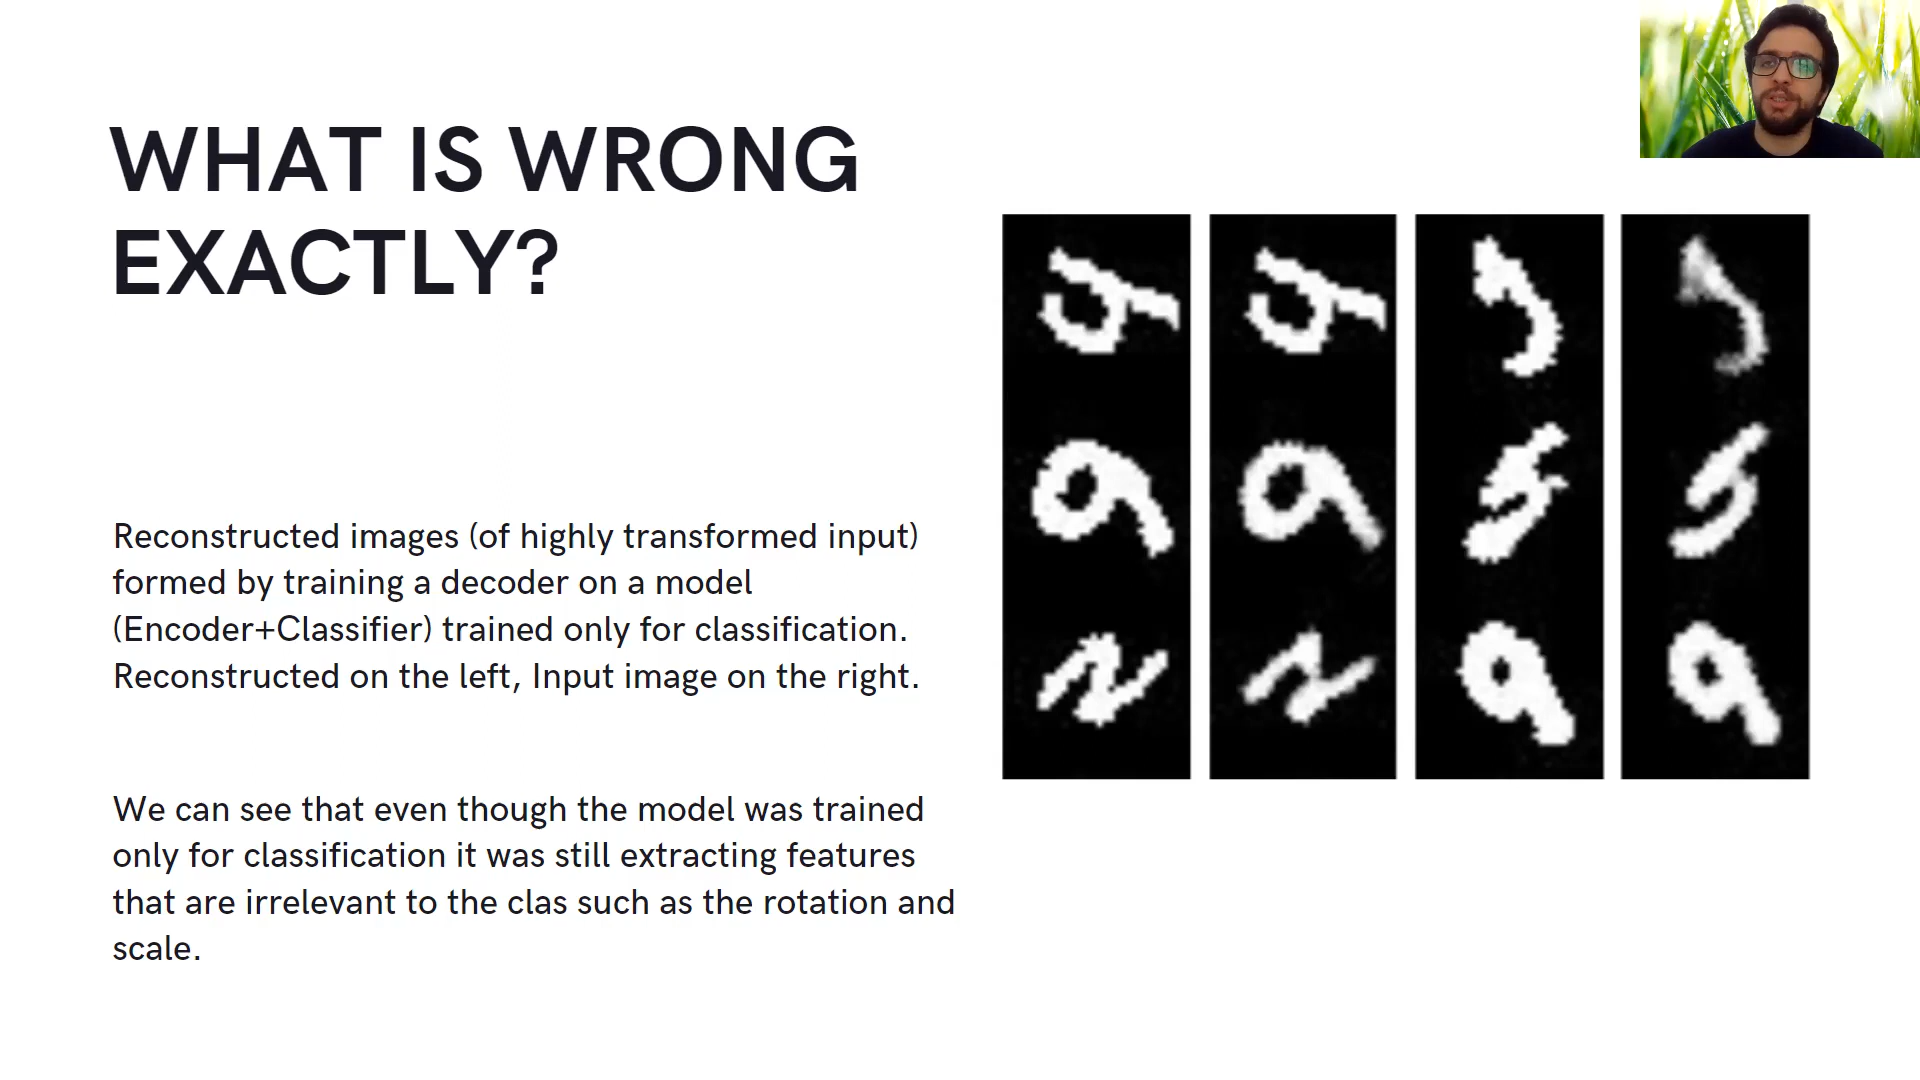 WHAT IS WRONG
EXACTLY?
Reconstructed images (of highly transformed input)
formed by training a decoder on a model
(Encoder+Classifier) trained only for classification.
Reconstructed on the left, Input image on the right.
We can see that even though the model was trained
only for classification it was still extracting features
that are irrelevant to the clas such as the rotation and
scale.